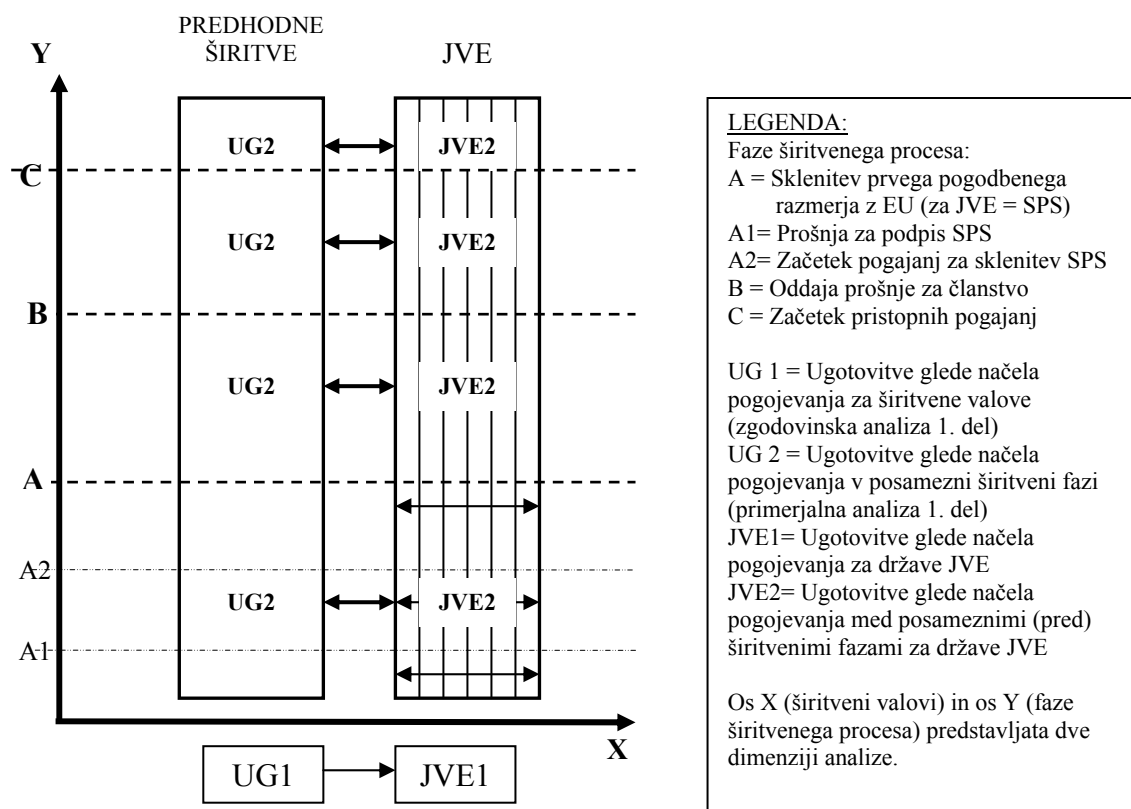 PREDHODNE
ŠIRITVE
JVE
Y
UG2
JVE2
C
UG2
JVE2
B
UG2
JVE2
A
A2
UG2
JVE2
A1
X
UG1
JVE1
LEGENDA:
Faze širitvenega procesa:
A = Sklenitev prvega pogodbenega
razmerja z EU (za JVE = SPS)
A1= Prošnja za podpis SPS
A2= Začetek pogajanj za sklenitev SPS
B = Oddaja prošnje za članstvo
C = Začetek pristopnih pogajanj
UG 1 = Ugotovitve glede načela
pogojevanja za širitvene valove
(zgodovinska analiza 1. del)
UG 2 = Ugotovitve glede načela
pogojevanja v posamezni širitveni fazi
(primerjalna analiza 1. del)
JVE1= Ugotovitve glede načela
pogojevanja za države JVE
JVE2= Ugotovitve glede načela
pogojevanja med posameznimi (pred)
širitvenimi fazami za države JVE
Os X (širitveni valovi) in os Y (faze
širitvenega procesa) predstavljata dve
dimenziji analize.